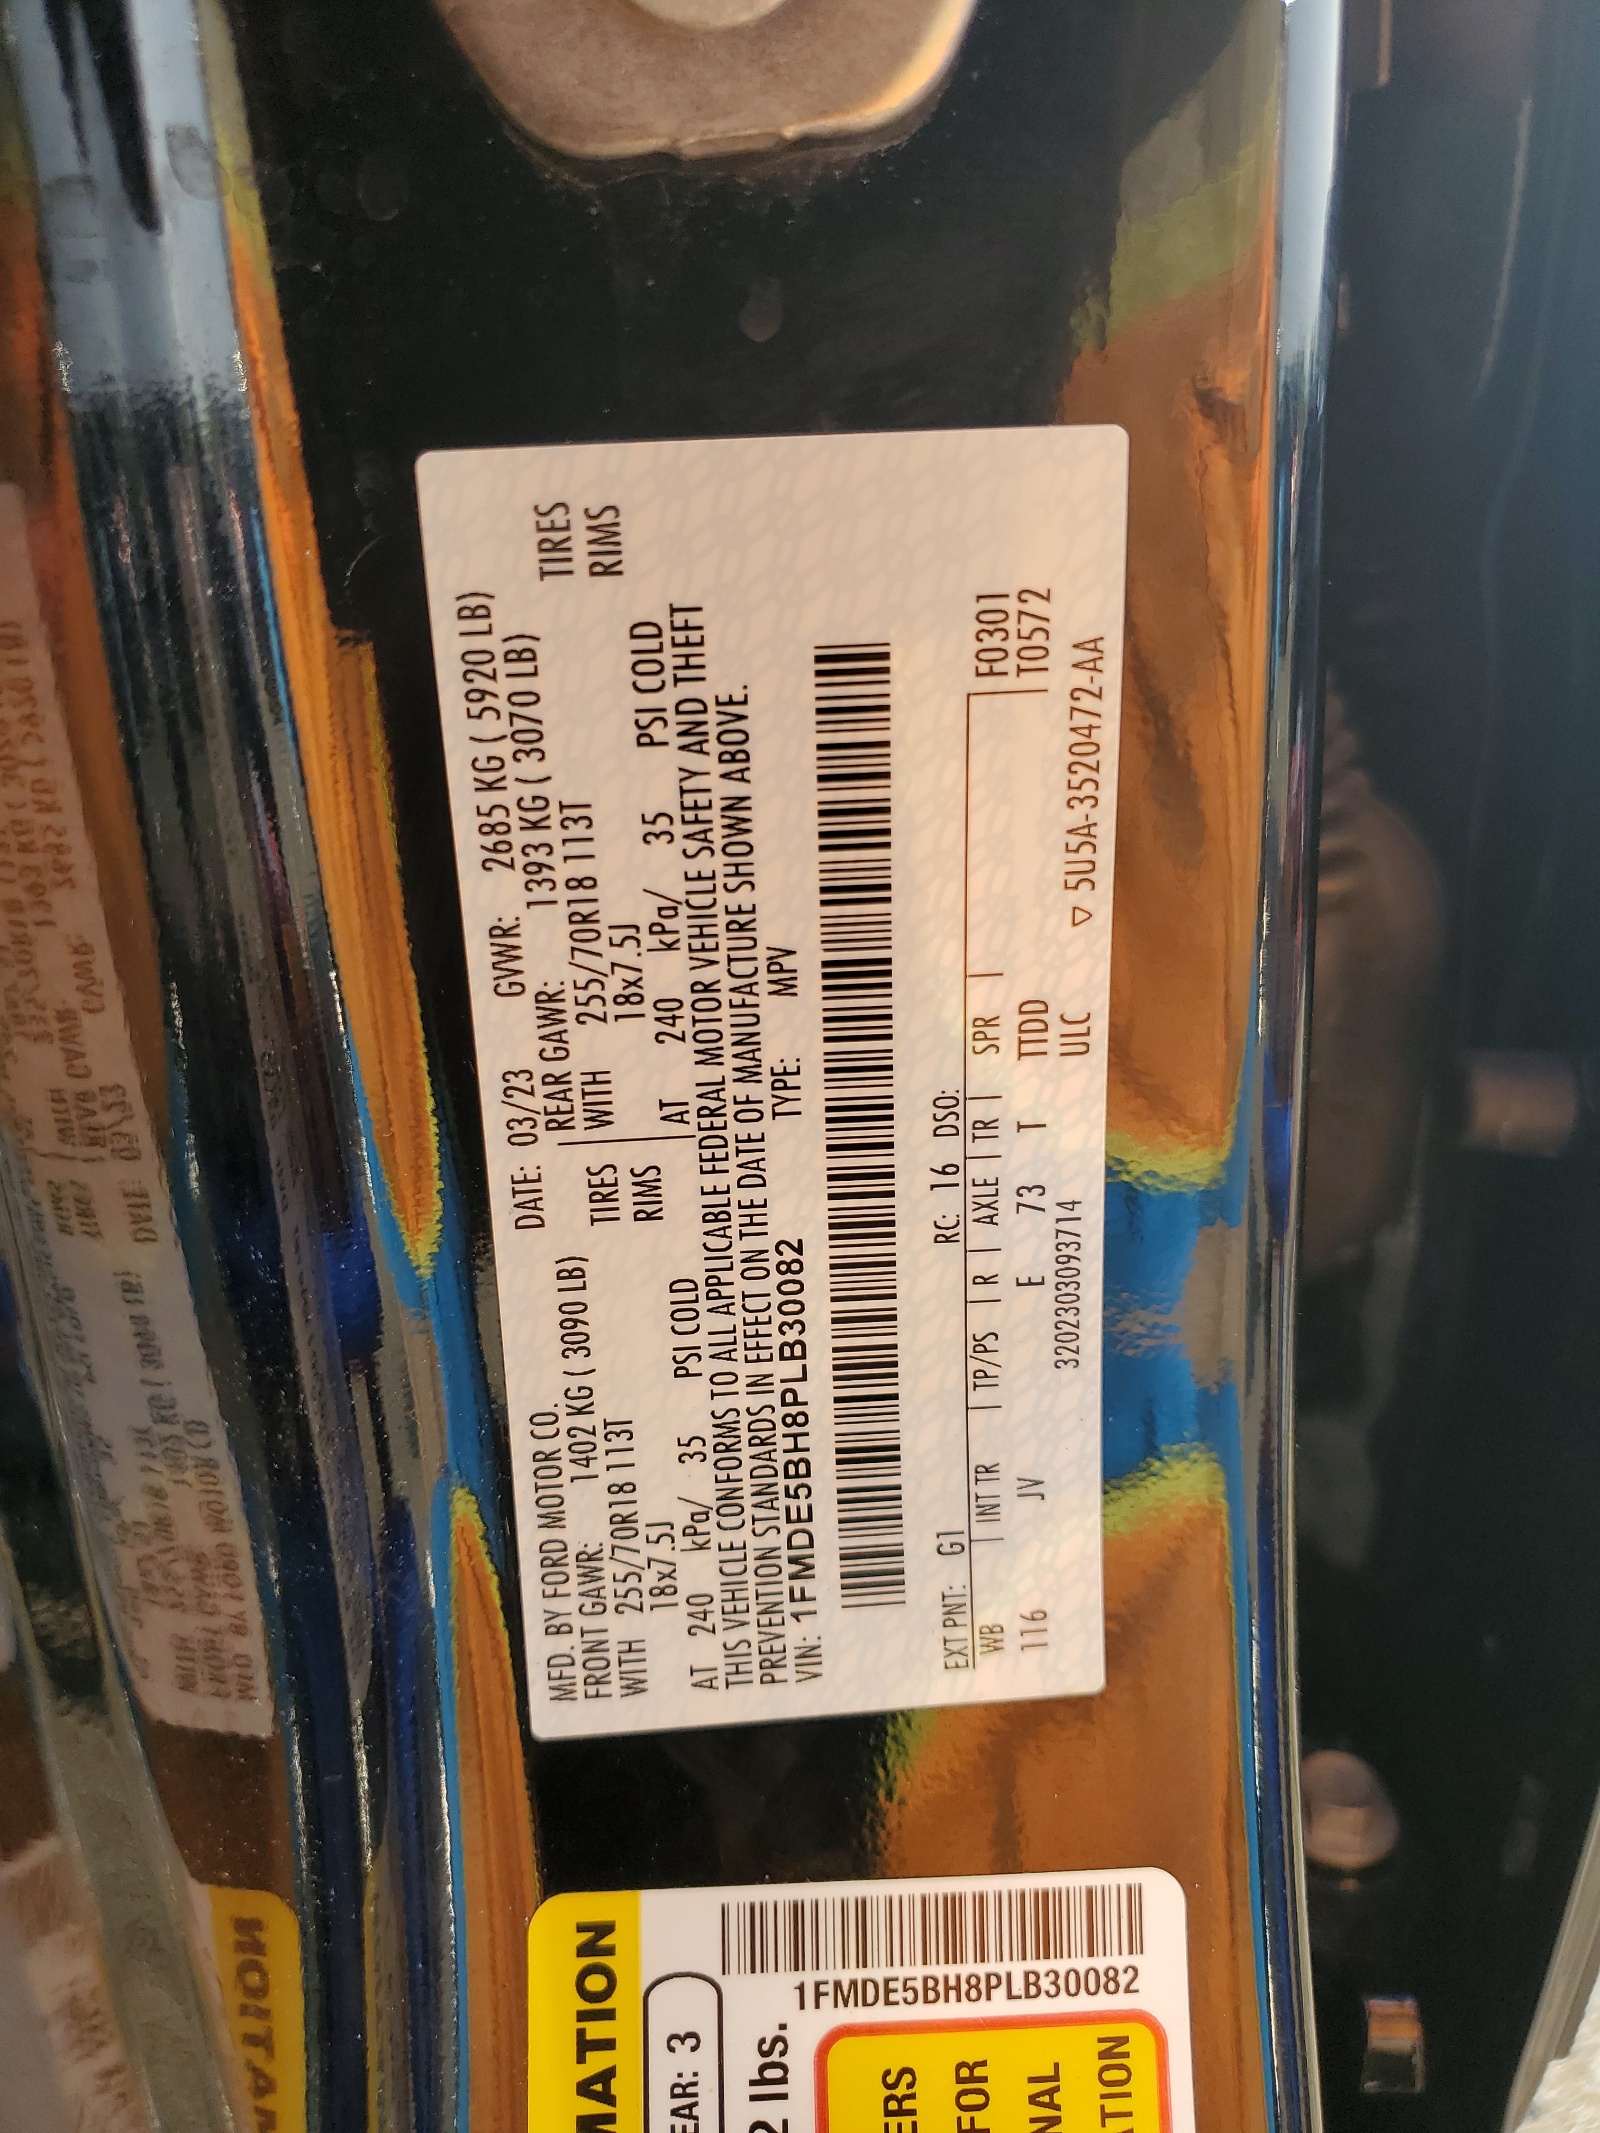 MFD. BY FORD MOTOR CO. DATE: 03/23 GVWR: 2685 KG ( 5920 LB)
FRONT GAWR: 1402 KG ( 3090 LB) REAR GAWR: 1393 KG ( 3070 LB)
WITH 255/70R18 113T TIRES WITH 255/70R18 113T TIRES
18x7.5J RIMS 18x7.5J RIMS
AT 240 kPa/ 35 PSI COLD AT 240 kPa/ 35 PSI COLD
THIS VEHICLE CONFORMS TO ALL APPLICABLE FEDERAL MOTOR VEHICLE SAFETY AND THEFT
PREVENTION STANDARDS IN EFFECT ON THE DATE OF MANUFACTURE SHOWN ABOVE.
VIN: 1FMDE5BH8PLB30082 TYPE: MPV
EXT PNT: G1 RC: 16 DSO:
WB | INT TR | TP/PS | R | AXLE | TR | SPR | F0301
116 JV E 73 T TTDD T0572
3202303093714 ULC ▽ 5U5A-3520472-AA
MATION
EAR: 3
2 lbs.
1FMDE5BH8PLB30082
ERS
FOR
NAL
ATION